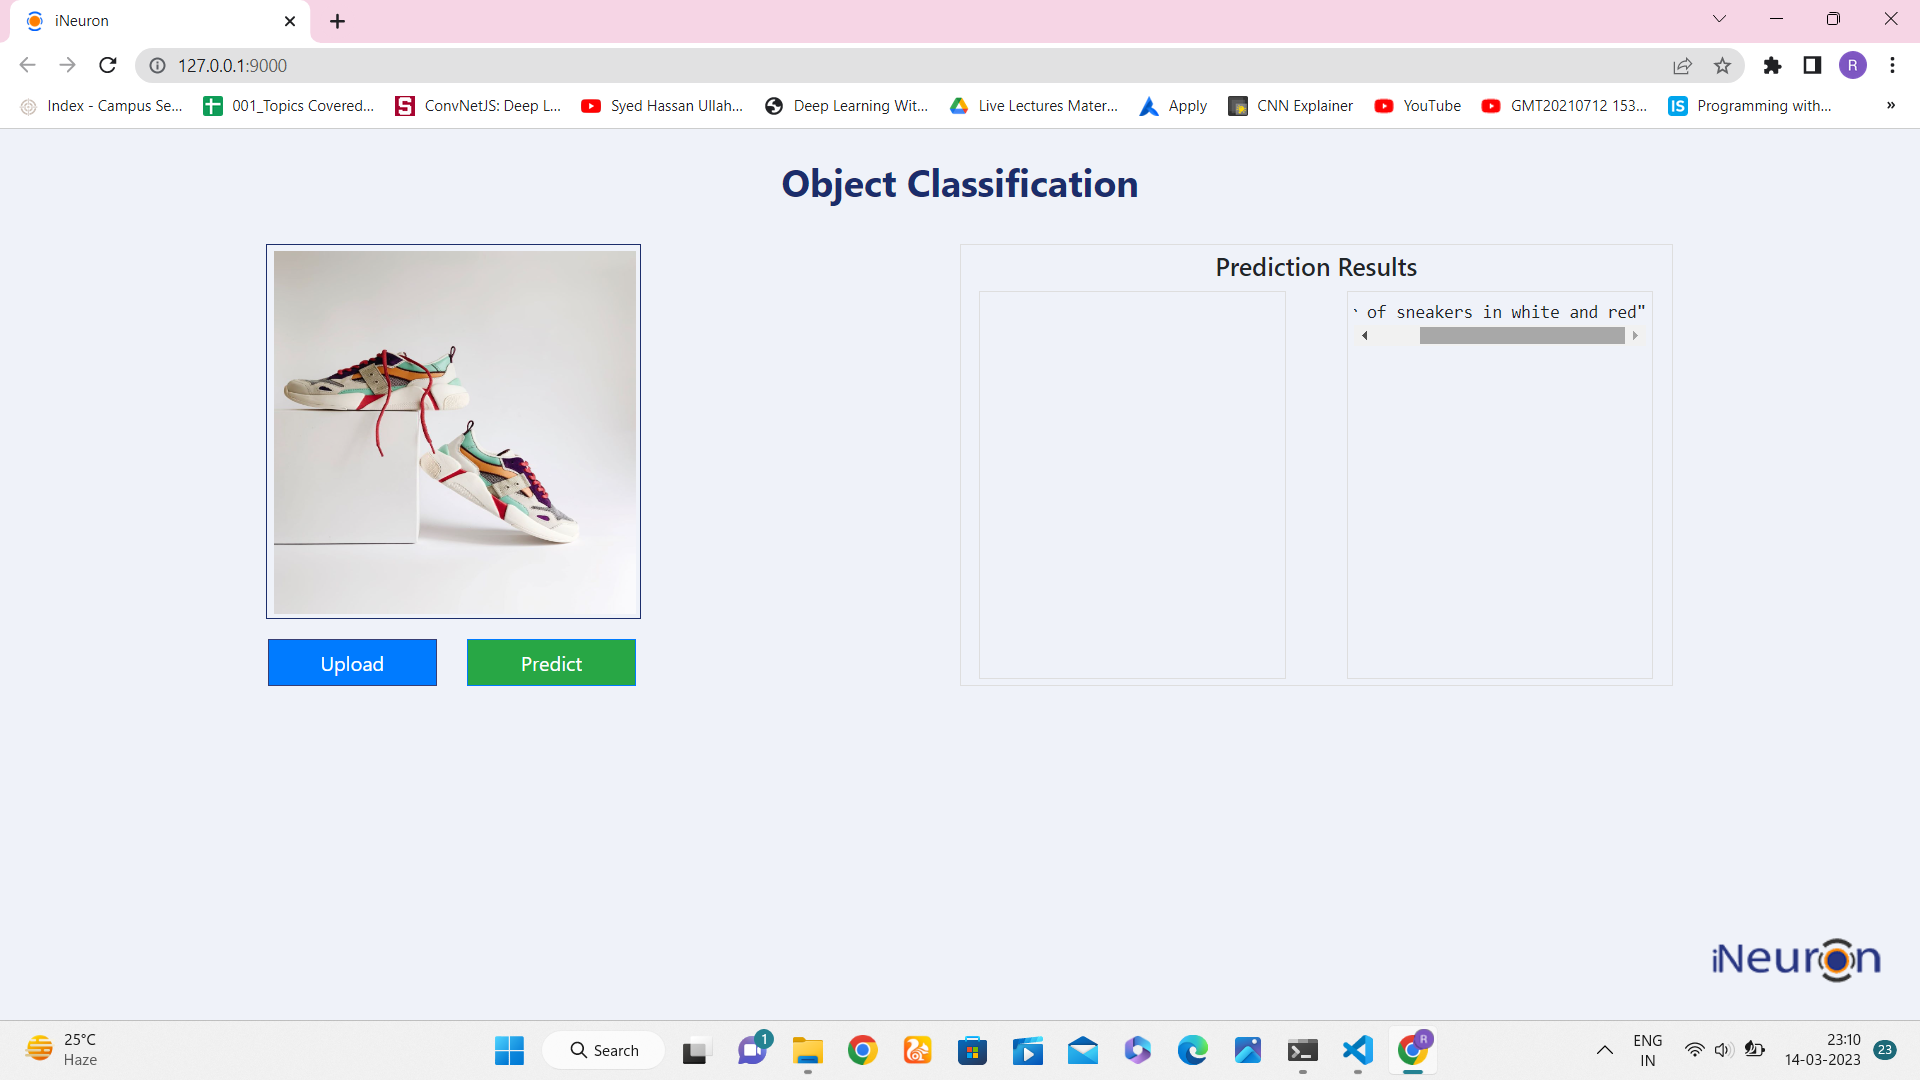 iNeuron
127.0.0.1:9000
Index - Campus Se...
001_Topics Covered...
ConvNetJS: Deep L...
Syed Hassan Ullah...
Deep Learning Wit...
Live Lectures Mater...
Apply
CNN Explainer
YouTube
GMT20210712 153...
Programming with...
»
R
Object Classification
Prediction Results
of sneakers in white and red"
Upload
Predict
iNeuron
25°C
Haze
Search
1
R
ENG
IN
23:10
14-03-2023
23